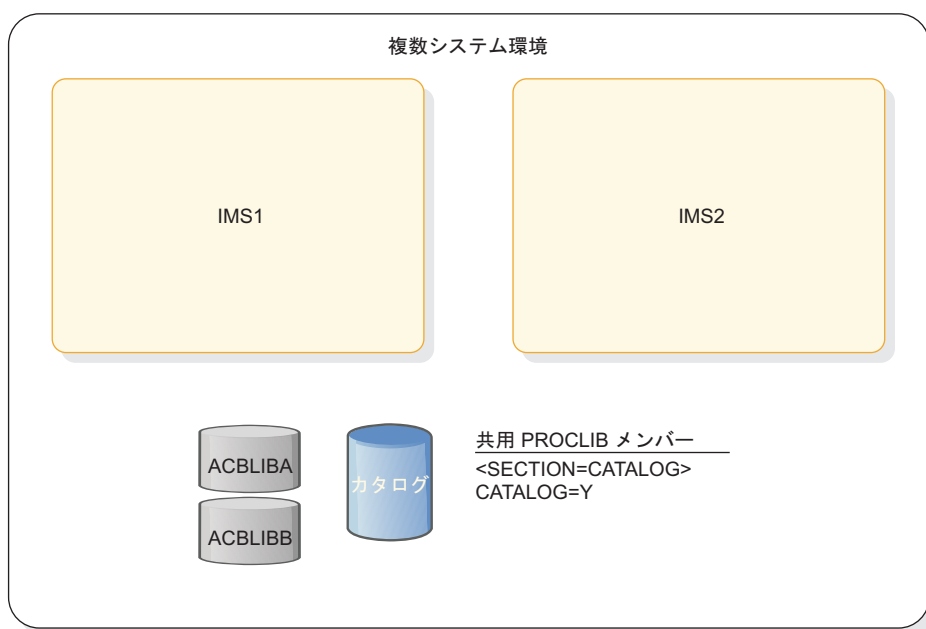 複数システム環境
IMS1
IMS2
ACBLIBA
ACBLIBB
カタログ
共用 PROCLIB メンバー
<SECTION=CATALOG>
CATALOG=Y